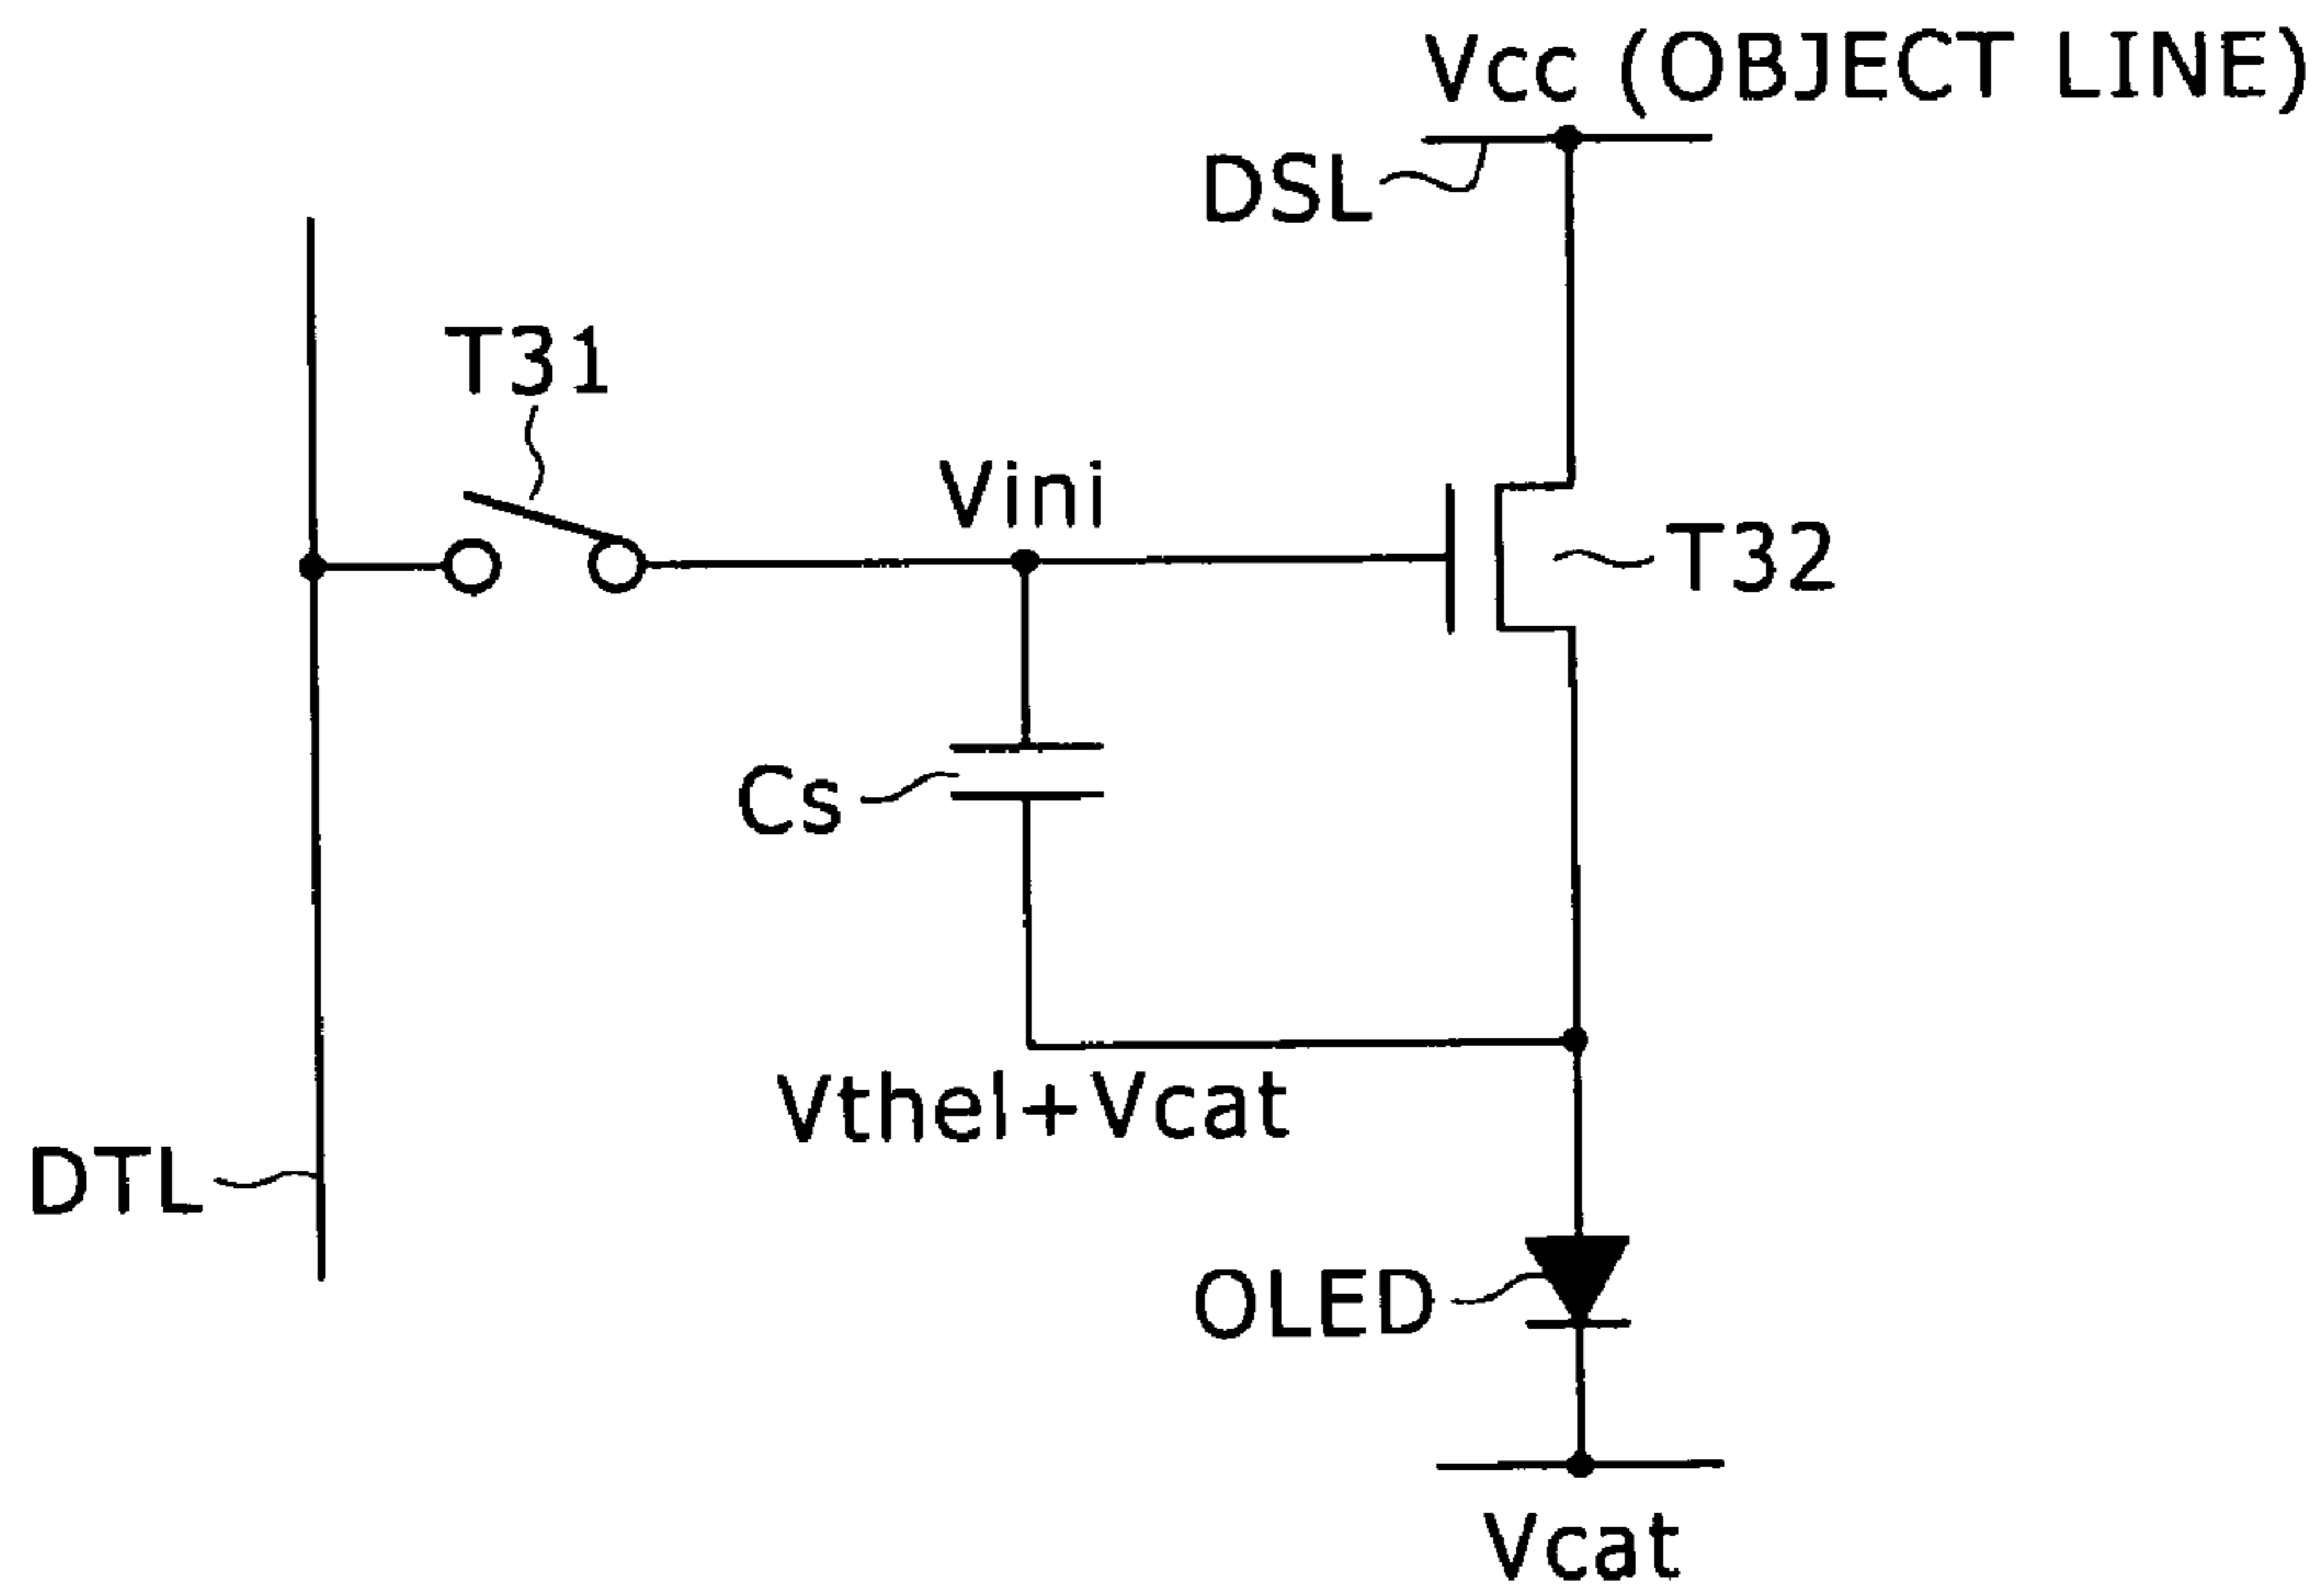 Vcc (OBJECT LINE)
DSL
T31
Vini
T32
Cs
Vthel+Vcat
DTL
OLED
Vcat